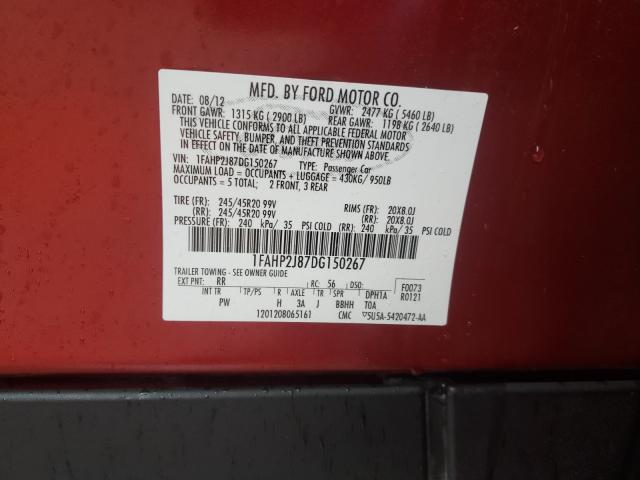 MFD. BY FORD MOTOR CO.
DATE: 08/12 GVWR: 2477 KG ( 5460 LB)
FRONT GAWR: 1315 KG ( 2900 LB) REAR GAWR: 1198 KG ( 2640 LB)
THIS VEHICLE CONFORMS TO ALL APPLICABLE FEDERAL MOTOR
VEHICLE SAFETY, BUMPER, AND THEFT PREVENTION STANDARDS
IN EFFECT ON THE DATE OF MANUFACTURE SHOWN ABOVE.
VIN: 1FAHP2J87DG150267 TYPE: Passenger Car
MAXIMUM LOAD = OCCUPANTS + LUGGAGE = 430KG/ 950LB
OCCUPANTS = 5 TOTAL; 2 FRONT, 3 REAR
TIRE (FR): 245/45R20 99V RIMS (FR): 20X8.0J
(RR): 245/45R20 99V (RR): 20X8.0J
PRESSURE (FR): 240 kPa/ 35 PSI COLD (RR): 240 kPa/ 35 PSI COLD
1FAHP2J87DG150267
TRAILER TOWING - SEE OWNER GUIDE
EXT PNT: RR RC: 56 DSO: F0073
INT TR TP/PS R AXLE TR SPR DPH1A R0121
PW H 3A J BBHH TOA
1201208065161 CMC ▽5U5A-5420472-AA